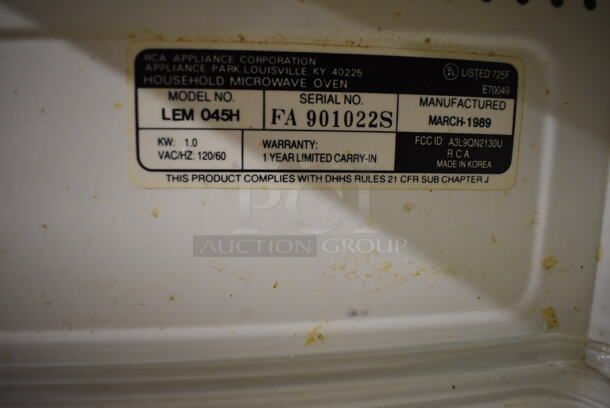 RCA APPLIANCE CORPORATION
APPLIANCE PARK, LOUISVILLE, KY 40225
HOUSEHOLD MICROWAVE OVEN
UL LISTED 725F
E70049
MODEL NO.
LEM 045H
SERIAL NO.
FA 901022S
MANUFACTURED
MARCH-1989
KW: 1.0
VAC/HZ: 120/60
WARRANTY:
1 YEAR LIMITED CARRY-IN
FCC ID: A3L9QN2130U
R C A
MADE IN KOREA
THIS PRODUCT COMPLIES WITH DHHS RULES 21 CFR SUB CHAPTER J
PCI
AUCTION GROUP